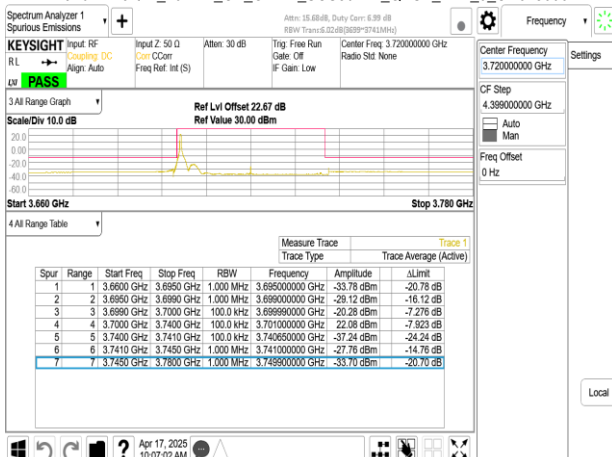 Spectrum Analyzer 1
Spurious Emissions
Attn: 15.68dB, Duty Corr: 6.99 dB
RBW Trans:6.02dB(3699~3741MHz)
Frequency
KEYSIGHT
RL
PASS
Input: RF
Coupling: DC
Align: Auto
Input Z: 50 Ω
Corr CCorr
Freq Ref: Int (S)
Atten: 30 dB
Trig: Free Run
Gate: Off
IF Gain: Low
Center Freq: 3.720000000 GHz
Radio Std: None
Center Frequency
3.720000000 GHz
Settings
CF Step
4.399000000 GHz
Auto
Man
Freq Offset
0 Hz
3 All Range Graph
Scale/Div 10.0 dB
Ref Lvl Offset 22.67 dB
Ref Value 30.00 dBm
20.0
0.00
-20.0
-40.0
-60.0
Start 3.660 GHz
Stop 3.780 GHz
4 All Range Table
Measure Trace Trace 1
Trace Type Trace Average (Active)
Spur Range Start Freq Stop Freq RBW Frequency Amplitude ΔLimit
1 1 3.6600 GHz 3.6950 GHz 1.000 MHz 3.695000000 GHz -33.78 dBm -20.78 dB
2 2 3.6950 GHz 3.6990 GHz 1.000 MHz 3.699000000 GHz -29.12 dBm -16.12 dB
3 3 3.6990 GHz 3.7000 GHz 100.0 kHz 3.699990000 GHz -20.28 dBm -7.276 dB
4 4 3.7000 GHz 3.7400 GHz 100.0 kHz 3.701000000 GHz 22.08 dBm -7.923 dB
5 5 3.7400 GHz 3.7410 GHz 100.0 kHz 3.740650000 GHz -37.24 dBm -24.24 dB
6 6 3.7410 GHz 3.7450 GHz 1.000 MHz 3.741000000 GHz -27.76 dBm -14.76 dB
7 7 3.7450 GHz 3.7800 GHz 1.000 MHz 3.749900000 GHz -33.70 dBm -20.70 dB
Local
?
Apr 17, 2025
10:07:02 AM